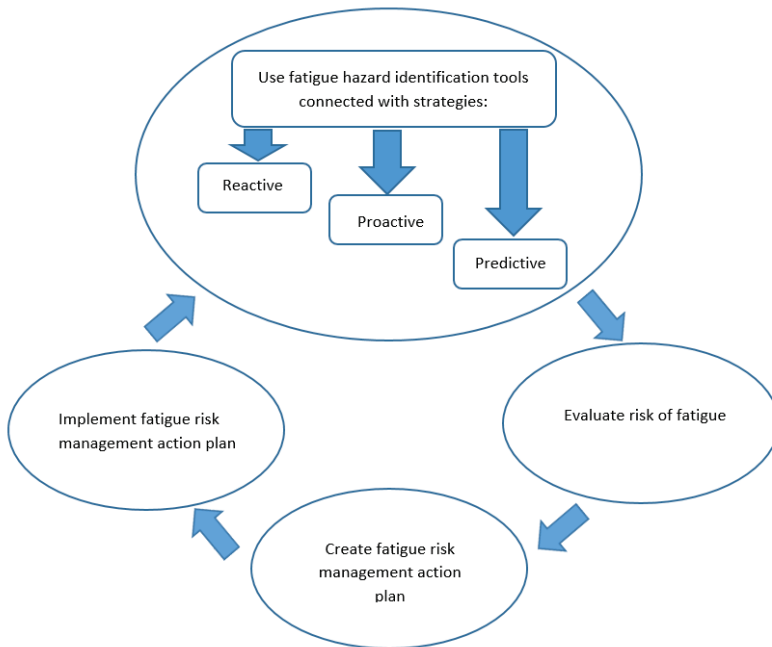 Use fatigue hazard identification tools
connected with strategies:
Reactive
Proactive
Predictive
Evaluate risk of fatigue
Create fatigue risk
management action
plan
Implement fatigue risk
management action plan